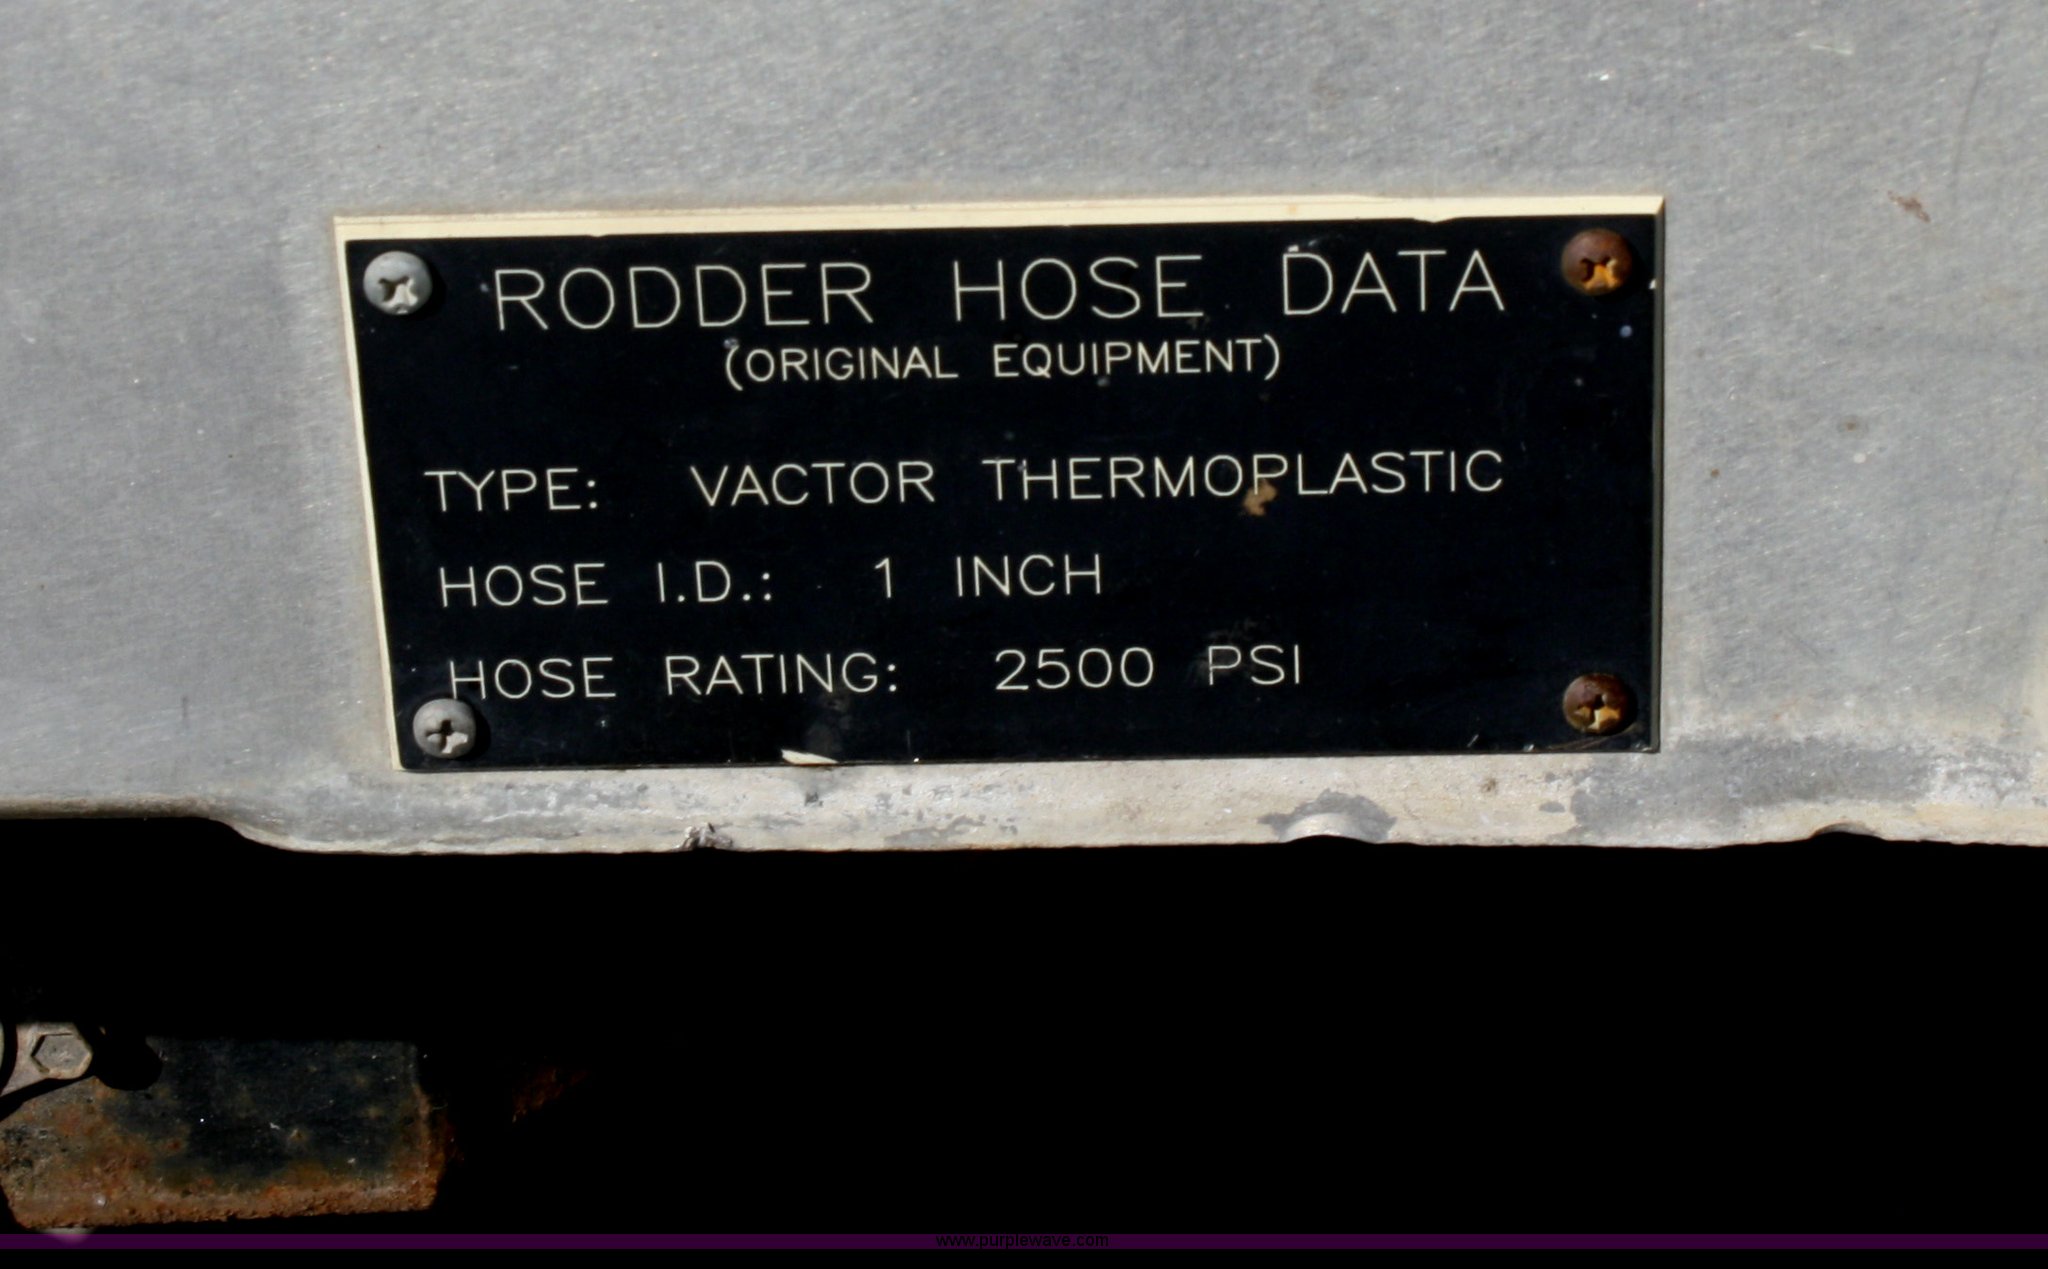 RODDER HOSE DATA
(ORIGINAL EQUIPMENT)
TYPE: VACTOR THERMOPLASTIC
HOSE I.D.: 1 INCH
HOSE RATING: 2500 PSI
www.purplewave.com